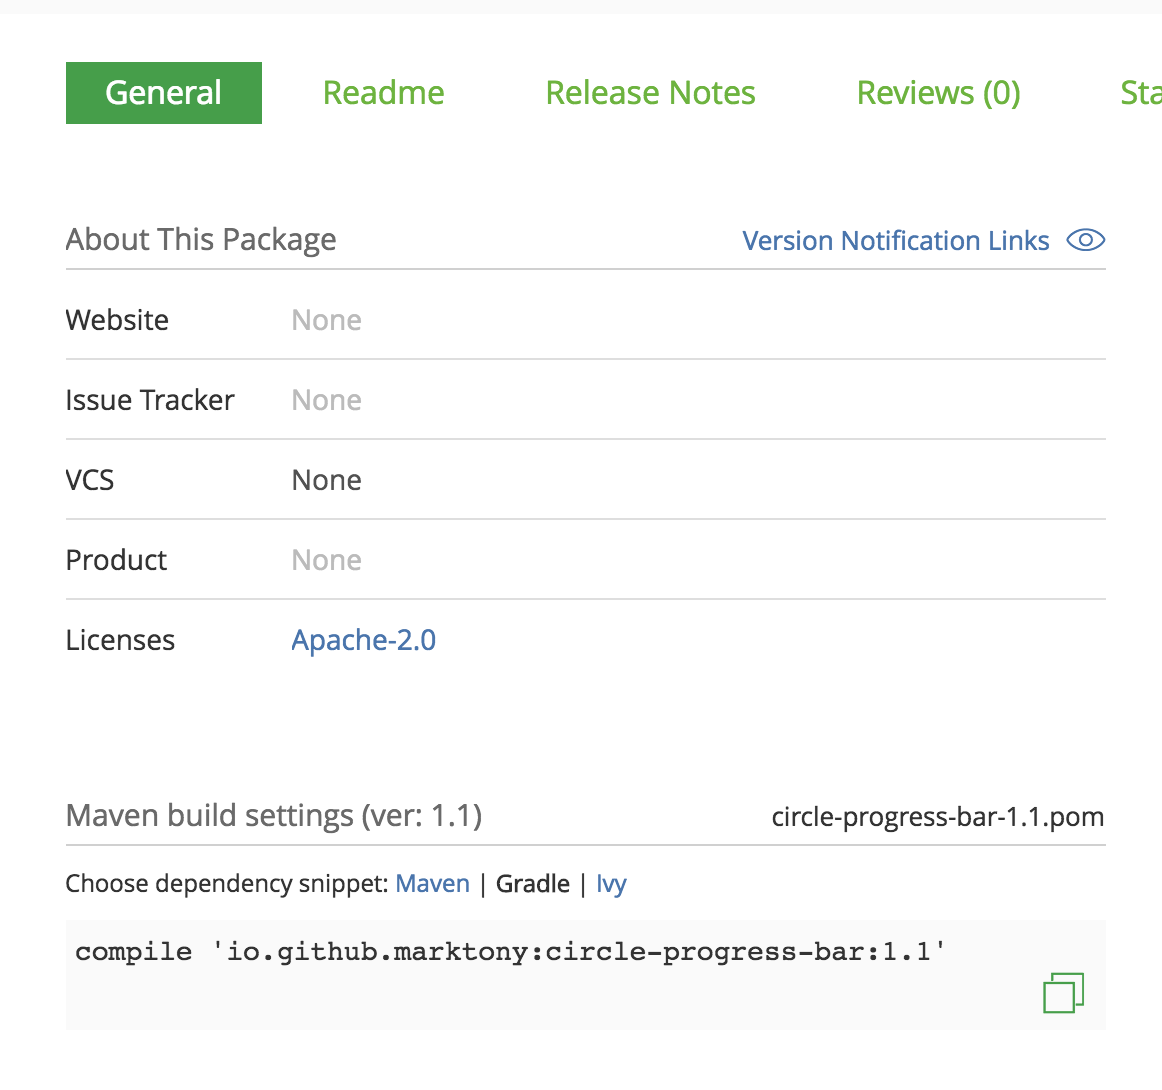 General Readme Release Notes Reviews (0) Sta
About This Package Version Notification Links
Website None
Issue Tracker None
VCS None
Product None
Licenses Apache-2.0
Maven build settings (ver: 1.1) circle-progress-bar-1.1.pom
Choose dependency snippet: Maven | Gradle | Ivy
compile 'io.github.marktony:circle-progress-bar:1.1'